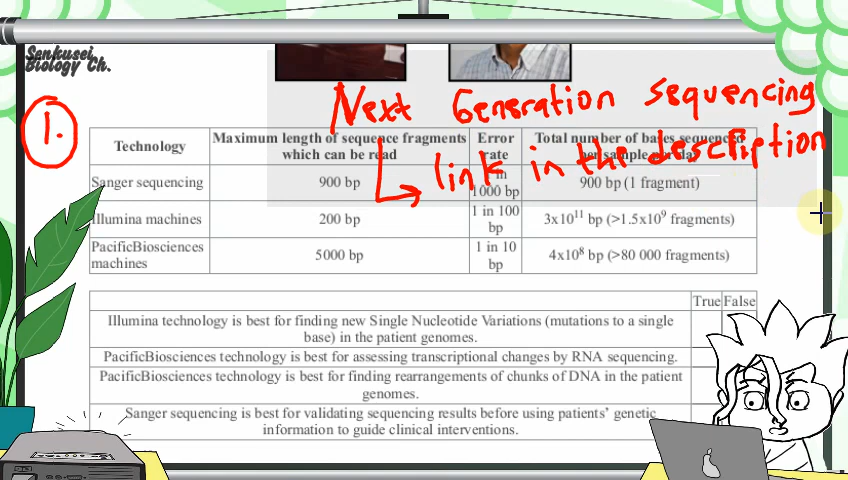 Senkusei
Biology Ch.
1.
Next Generation sequencing
link in the description
Technology
Maximum length of sequence fragments
which can be read
Error
rate
Total number of bases sequenced
per sample per day
Sanger sequencing
900 bp
1 in
1000 bp
900 bp (1 fragment)
Illumina machines
200 bp
1 in 100
bp
3x10¹¹ bp (>1.5x10⁹ fragments)
PacificBiosciences
machines
5000 bp
1 in 10
bp
4x10⁸ bp (>80 000 fragments)
True False
Illumina technology is best for finding new Single Nucleotide Variations (mutations to a single
base) in the patient genomes.
PacificBiosciences technology is best for assessing transcriptional changes by RNA sequencing.
PacificBiosciences technology is best for finding rearrangements of chunks of DNA in the patient
genomes.
Sanger sequencing is best for validating sequencing results before using patients' genetic
information to guide clinical interventions.